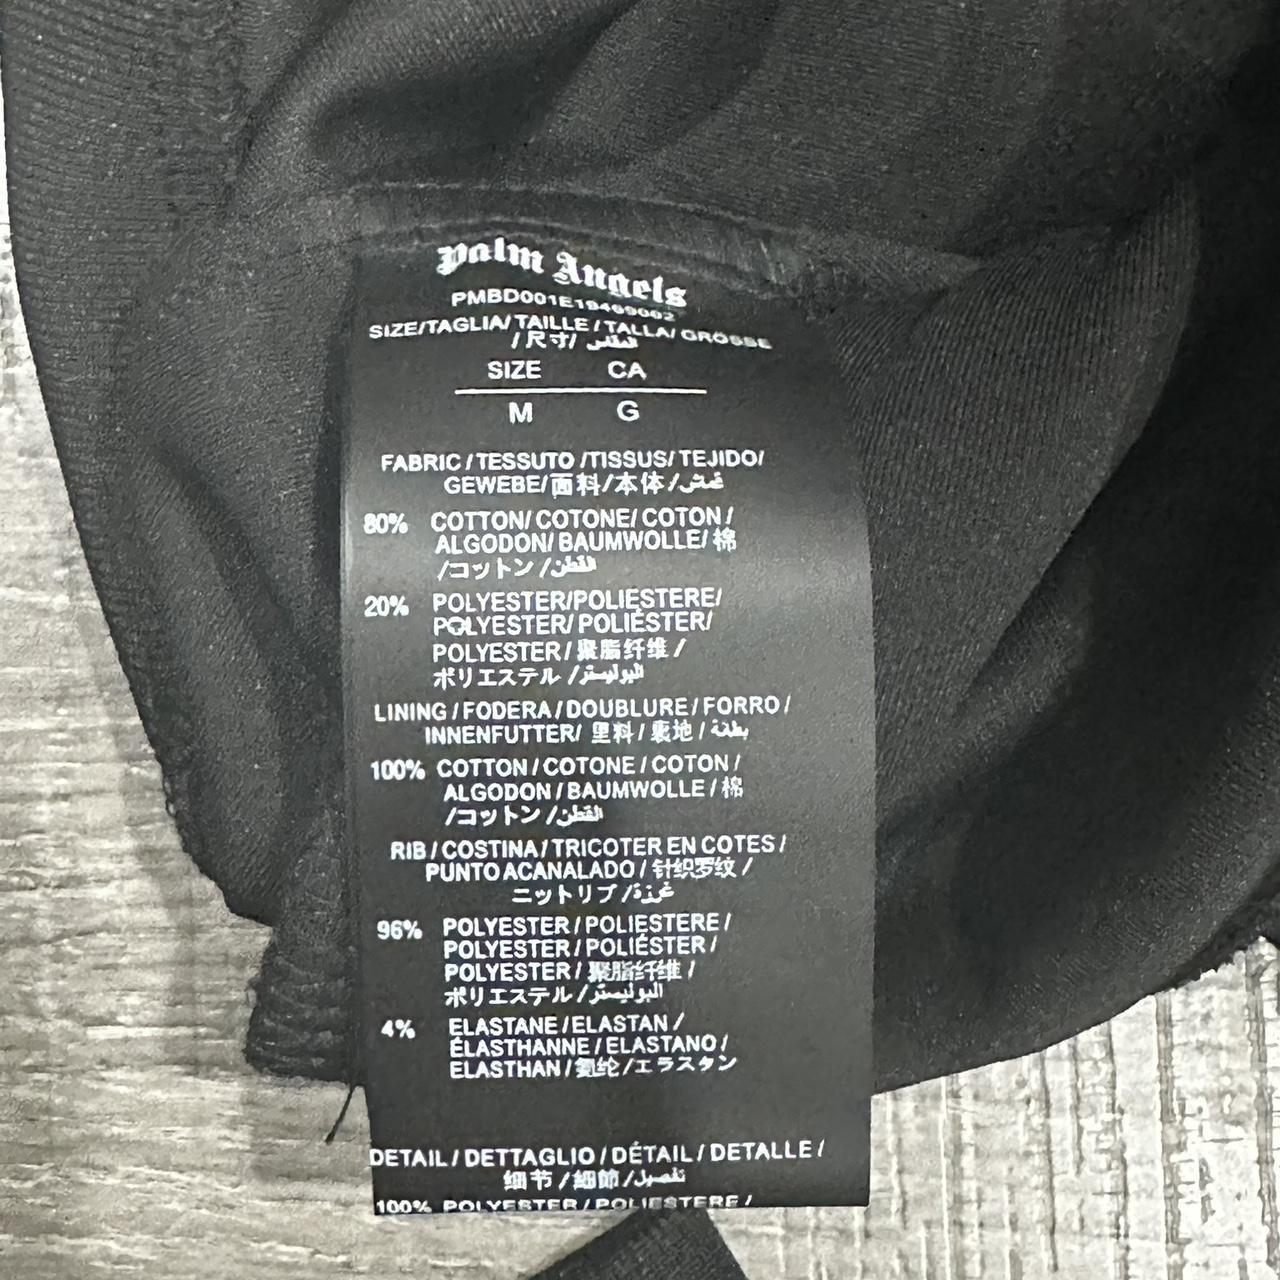 Palm Angels
PMBD001E19469002
SIZE/TAGLIA/TAILLE/TALLA/GRÖSSE
/尺寸/المقاس
SIZE CA
M G
FABRIC/TESSUTO/TISSUS/TEJIDO/
GEWEBE/面料/本体/قماش
80% COTTON/COTONE/COTON/
ALGODON/BAUMWOLLE/棉
/コットン/القطن
20% POLYESTER/POLIESTERE/
POLYESTER/POLIÉSTER/
POLYESTER/聚脂纤维/
ポリエステル/البوليستر
LINING/FODERA/DOUBLURE/FORRO/
INNENFUTTER/里料/裏地/بطانة
100% COTTON/COTONE/COTON/
ALGODON/BAUMWOLLE/棉
/コットン/القطن
RIB/COSTINA/TRICOTER EN COTES/
PUNTO ACANALADO/针织罗纹/
ニットリブ/غرزة
96% POLYESTER/POLIESTERE/
POLYESTER/POLIÉSTER/
POLYESTER/聚脂纤维/
ポリエステル/البوليستر
4% ELASTANE/ELASTAN/
ÉLASTHANNE/ELASTANO/
ELASTHAN/氨纶/エラスタン
DETAIL/DETTAGLIO/DÉTAIL/DETALLE/
细节/細節/تفصيل
100% POLYESTER/POLIESTERE/